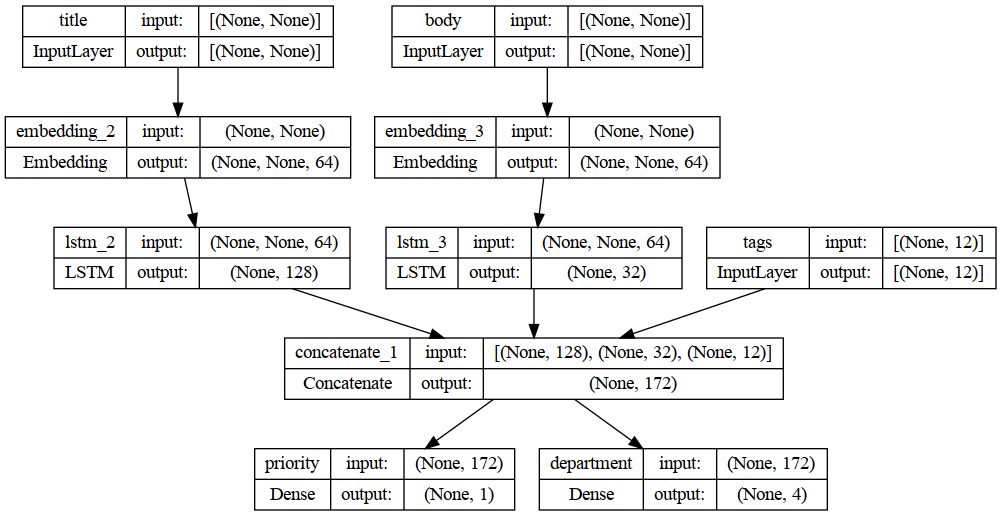 title input: [(None, None)]
InputLayer output: [(None, None)]
body input: [(None, None)]
InputLayer output: [(None, None)]
embedding_2 input: (None, None)
Embedding output: (None, None, 64)
embedding_3 input: (None, None)
Embedding output: (None, None, 64)
lstm_2 input: (None, None, 64)
LSTM output: (None, 128)
lstm_3 input: (None, None, 64)
LSTM output: (None, 32)
tags input: [(None, 12)]
InputLayer output: [(None, 12)]
concatenate_1 input: [(None, 128), (None, 32), (None, 12)]
Concatenate output: (None, 172)
priority input: (None, 172)
Dense output: (None, 1)
department input: (None, 172)
Dense output: (None, 4)